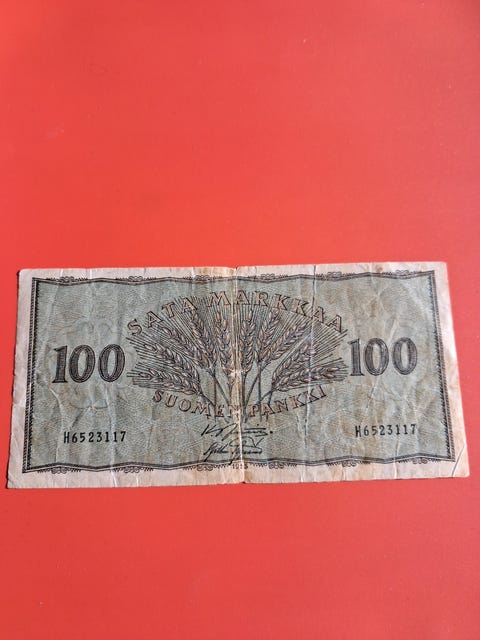 SATA MARKKAA
100 100
SUOMEN PANKKI
H6523117 H6523117